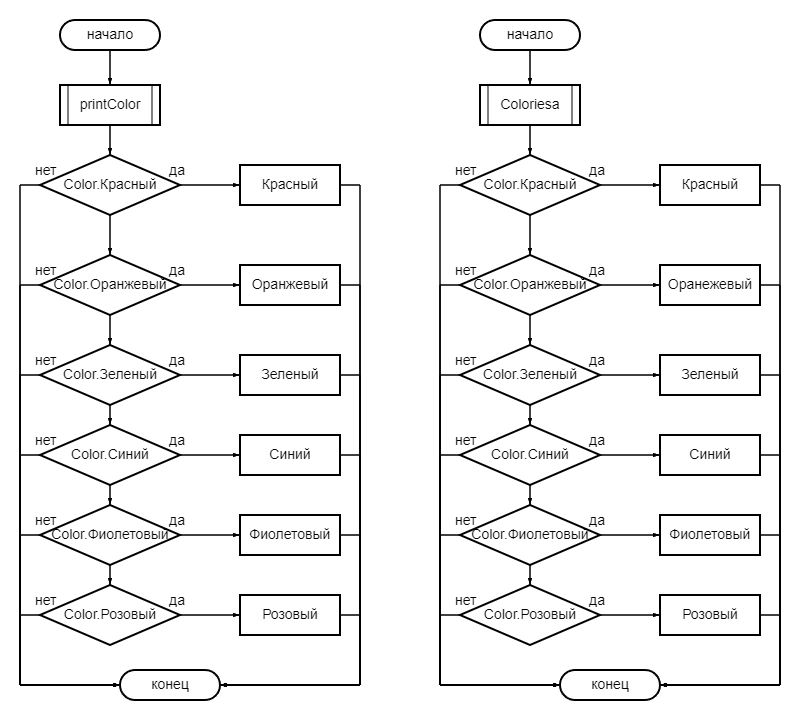 начало
printColor
нет
да
Color.Красный
Красный
нет
да
Color.Оранжевый
Оранжевый
нет
да
Color.Зеленый
Зеленый
нет
да
Color.Синий
Синий
нет
да
Color.Фиолетовый
Фиолетовый
нет
да
Color.Розовый
Розовый
конец
начало
Coloriesa
нет
да
Color.Красный
Красный
нет
да
Color.Оранжевый
Оранежевый
нет
да
Color.Зеленый
Зеленый
нет
да
Color.Синий
Синий
нет
да
Color.Фиолетовый
Фиолетовый
нет
да
Color.Розовый
Розовый
конец